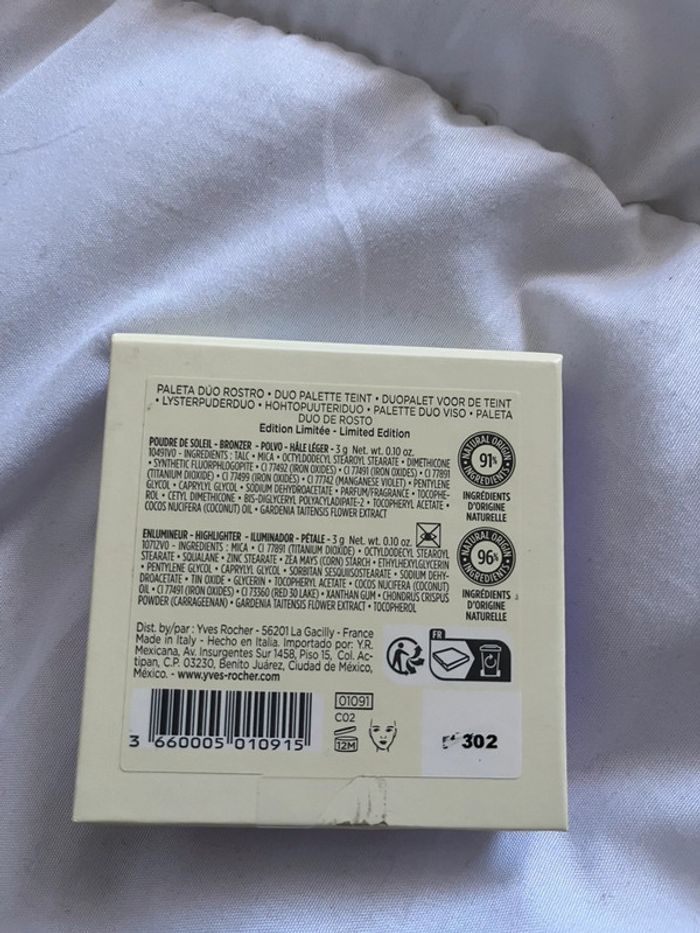 PALETA DÚO ROSTRO • DUO PALETTE TEINT • DUOPALET VOOR DE TEINT
• LYSTERPUDERDUO • HOHTOPUUTERIDUO • PALETTE DUO VISO • PALETA
DUO DE ROSTO
Edition Limitée - Limited Edition
POUDRE DE SOLEIL - BRONZER - POLVO - HÂLE LÉGER - 3 g Net. wt. 0.10 oz.
10491V0 - INGREDIENTS : TALC • MICA • OCTYLDODECYL STEAROYL STEARATE • DIMETHICONE
• SYNTHETIC FLUORPHLOGOPITE • CI 77492 (IRON OXIDES) • CI 77491 (IRON OXIDES) • CI 77891
(TITANIUM DIOXIDE) • CI 77499 (IRON OXIDES) • CI 77742 (MANGANESE VIOLET) • PENTYLENE
GLYCOL • CAPRYLYL GLYCOL • SODIUM DEHYDROACETATE • PARFUM/FRAGRANCE • TOCOPHE-
ROL • CETYL DIMETHICONE • BIS-DIGLYCERYL POLYACYLADIPATE-2 • TOCOPHERYL ACETATE •
COCOS NUCIFERA (COCONUT) OIL • GARDENIA TAITENSIS FLOWER EXTRACT
NATURAL ORIGIN
91%
INGREDIENTS
INGRÉDIENTS
D'ORIGINE
NATURELLE
ENLUMINEUR - HIGHLIGHTER - ILUMINADOR - PÉTALE - 3 g Net. wt. 0.10 oz.
10712V0 - INGREDIENTS : MICA • CI 77891 (TITANIUM DIOXIDE) • OCTYLDODECYL STEAROYL
STEARATE • SQUALANE • ZINC STEARATE • ZEA MAYS (CORN) STARCH • ETHYLHEXYLGLYCERIN
• PENTYLENE GLYCOL • CAPRYLYL GLYCOL • SORBITAN SESQUIISOSTEARATE • SODIUM DEHY-
DROACETATE • TIN OXIDE • GLYCERIN • TOCOPHERYL ACETATE • COCOS NUCIFERA (COCONUT)
OIL • CI 77491 (IRON OXIDES) • CI 73360 (RED 30 LAKE) • XANTHAN GUM • CHONDRUS CRISPUS
POWDER (CARRAGEENAN) • GARDENIA TAITENSIS FLOWER EXTRACT • TOCOPHEROL
NATURAL ORIGIN
96%
INGREDIENTS
INGRÉDIENTS
D'ORIGINE
NATURELLE
Dist. by/par : Yves Rocher - 56201 La Gacilly - France
Made in Italy - Hecho en Italia. Importado por: Y.R.
Mexicana, Av. Insurgentes Sur 1458, Piso 15, Col. Ac-
tipan, C.P. 03230, Benito Juárez, Ciudad de México,
México. - www.yves-rocher.com
FR
3 660005 010915
01091
C02
12M
302